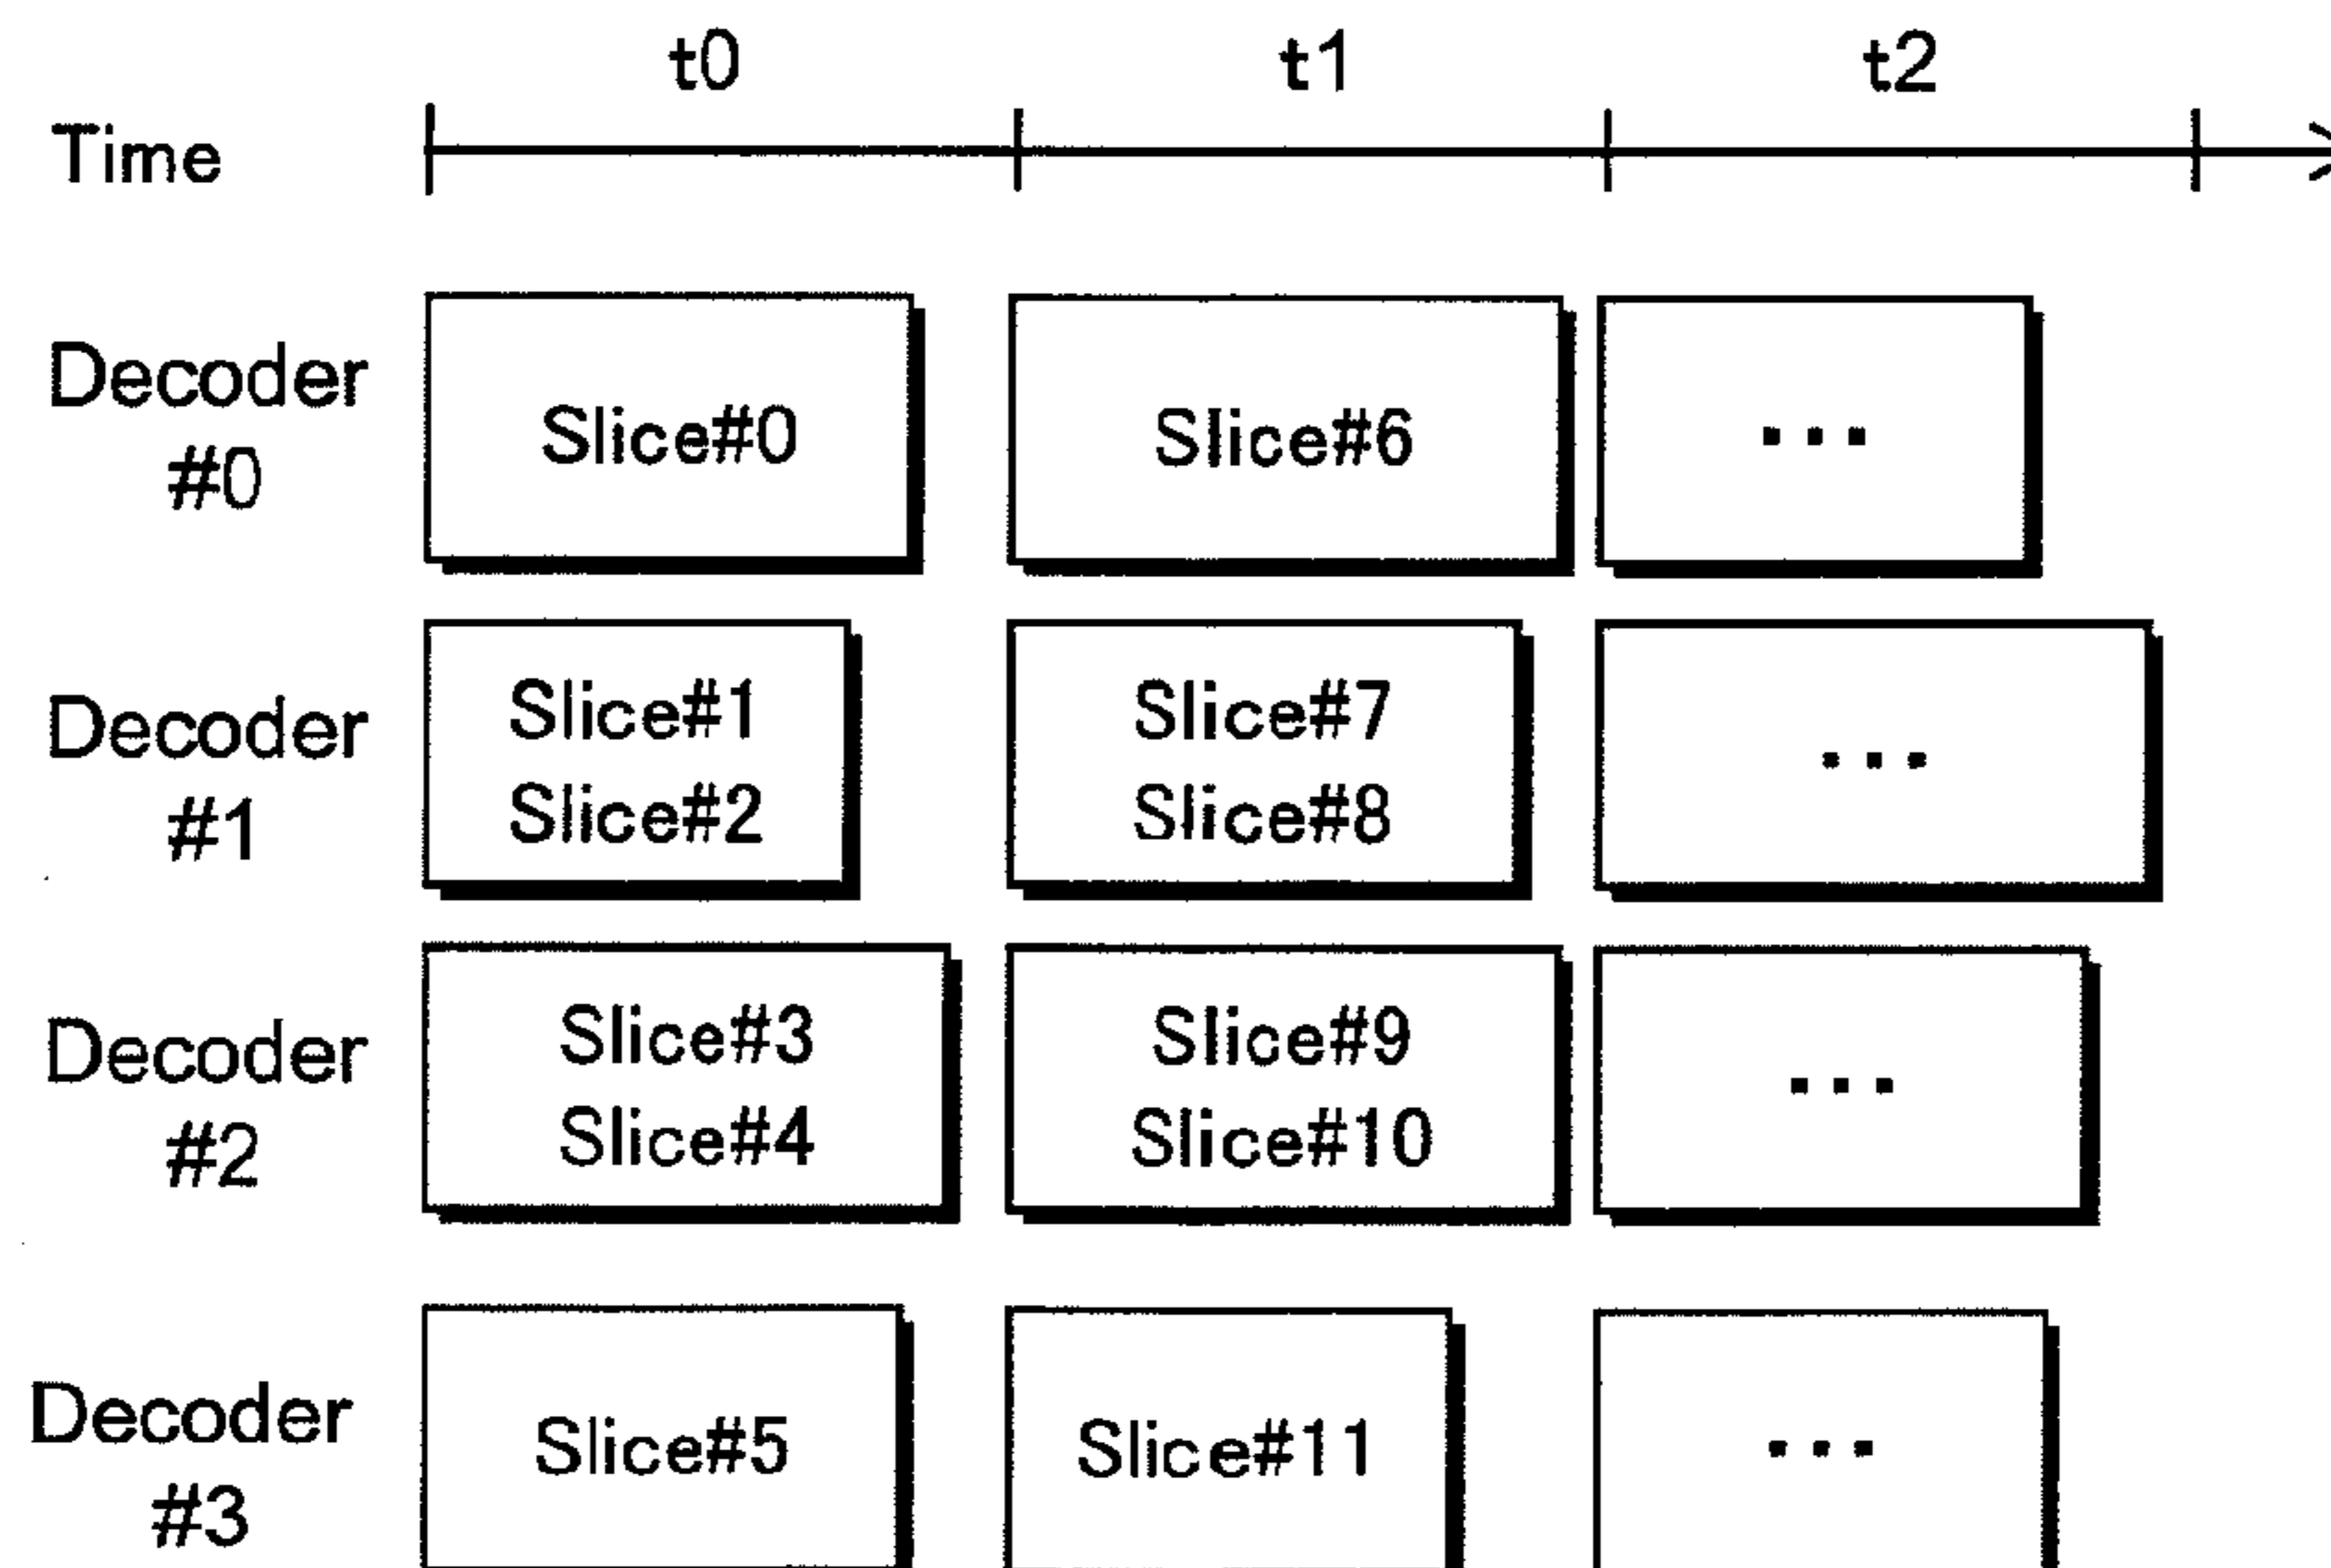 t0 t1 t2
Time
Decoder
#0
Slice#0
Slice#6
...
Decoder
#1
Slice#1
Slice#2
Slice#7
Slice#8
...
Decoder
#2
Slice#3
Slice#4
Slice#9
Slice#10
...
Decoder
#3
Slice#5
Slice#11
...